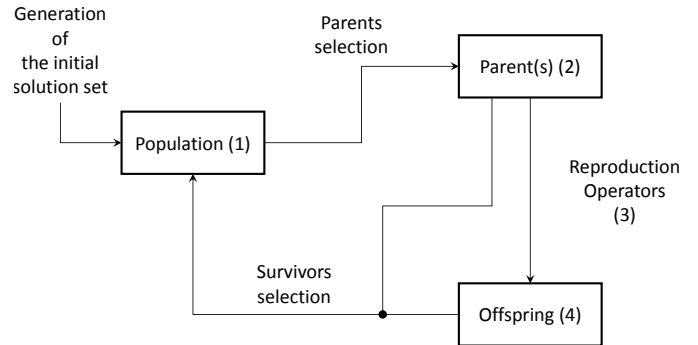 Generation
of
the initial
solution set
Parents
selection
Parent(s) (2)
Population (1)
Reproduction
Operators
(3)
Survivors
selection
Offspring (4)